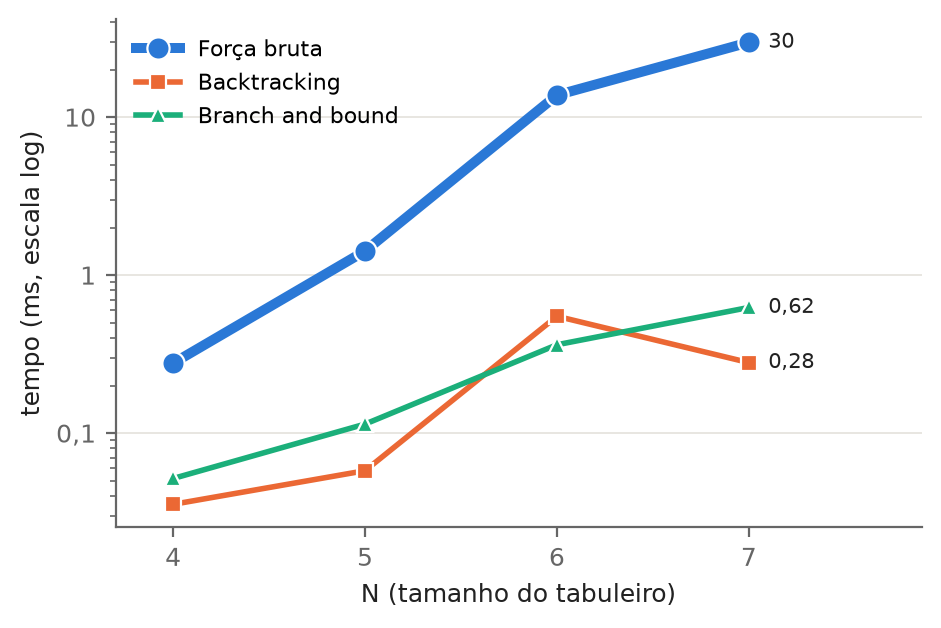 Força bruta
Backtracking
Branch and bound
30
0,62
0,28
10
1
0,1
tempo (ms, escala log)
4
5
6
7
N (tamanho do tabuleiro)